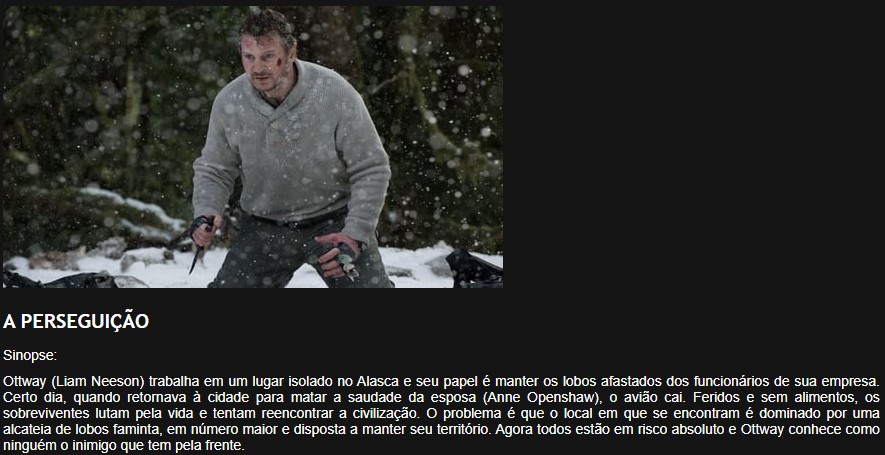 A PERSEGUIÇÃO
Sinopse:
Ottway (Liam Neeson) trabalha em um lugar isolado no Alasca e seu papel é manter os lobos afastados dos funcionários de sua empresa.
Certo dia, quando retornava à cidade para matar a saudade da esposa (Anne Openshaw), o avião cai. Feridos e sem alimentos, os
sobreviventes lutam pela vida e tentam reencontrar a civilização. O problema é que o local em que se encontram é dominado por uma
alcateia de lobos faminta, em número maior e disposta a manter seu território. Agora todos estão em risco absoluto e Ottway conhece como
ninguém o inimigo que tem pela frente.